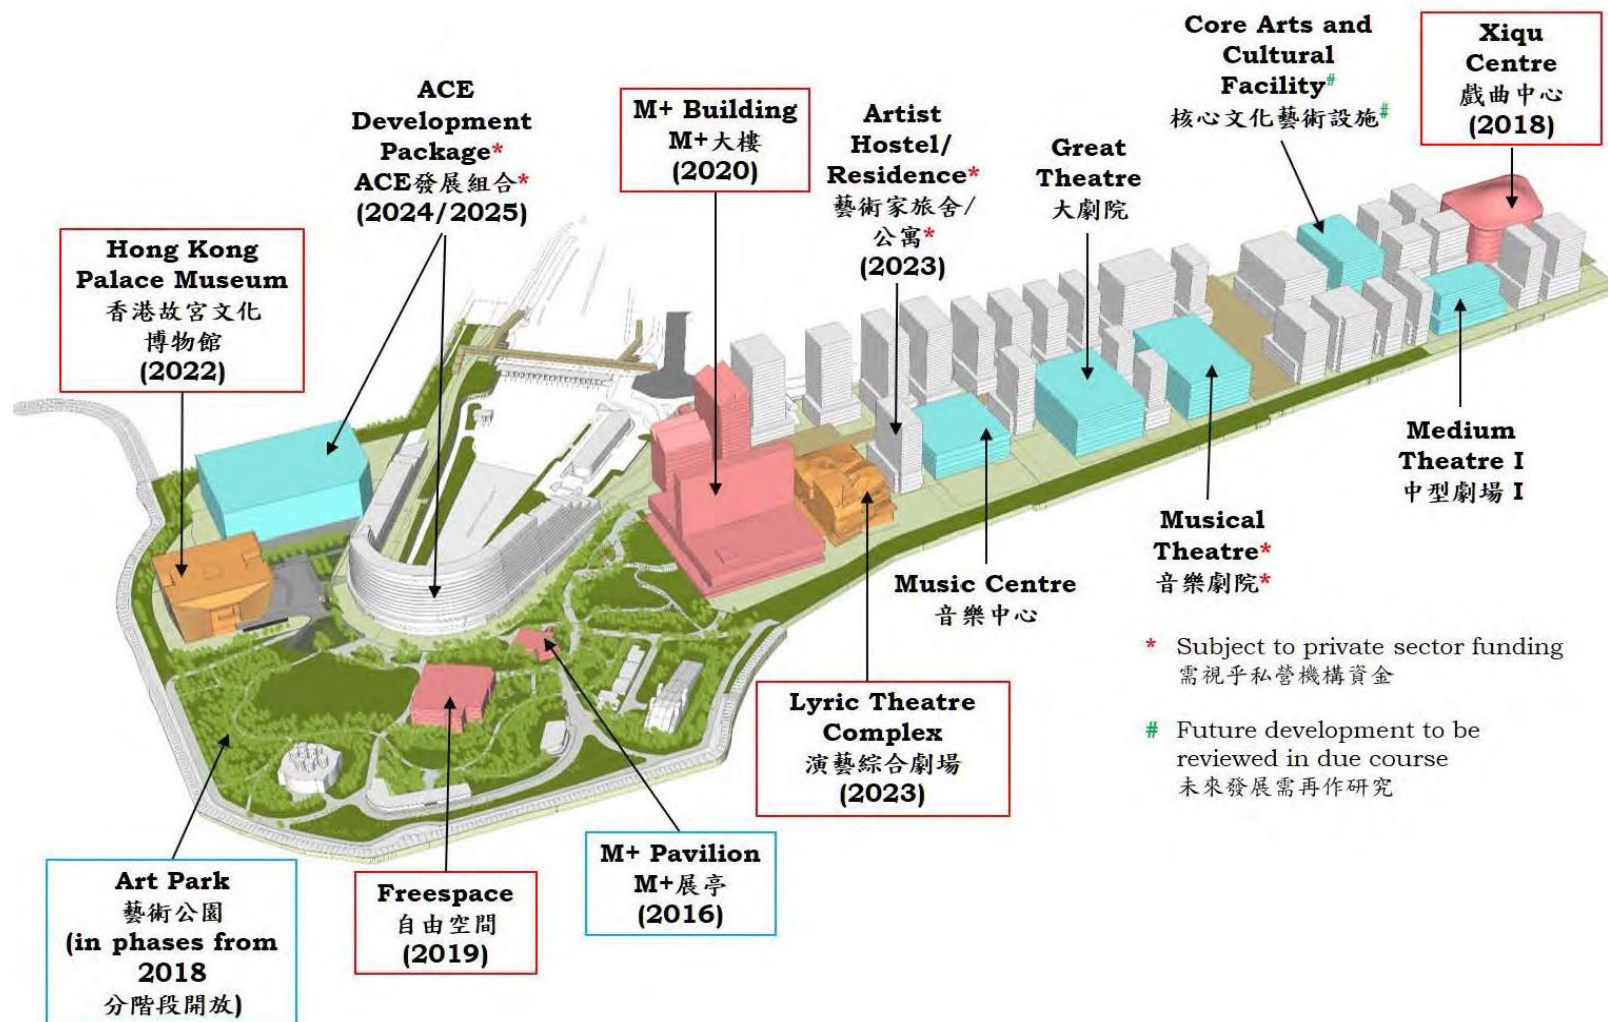 Core Arts and
Cultural
Facility#
核心文化藝術設施#
Xiqu
Centre
戲曲中心
(2018)
ACE
Development
Package*
ACE發展組合*
(2024/2025)
M+ Building
M+大樓
(2020)
Artist
Hostel/
Residence*
藝術家旅舍/
公寓*
(2023)
Great
Theatre
大劇院
Hong Kong
Palace Museum
香港故宮文化
博物館
(2022)
Medium
Theatre I
中型劇場 I
Musical
Theatre*
音樂劇院*
Music Centre
音樂中心
* Subject to private sector funding
需視乎私營機構資金
# Future development to be
reviewed in due course
未來發展需再作研究
Lyric Theatre
Complex
演藝綜合劇場
(2023)
M+ Pavilion
M+展亭
(2016)
Freespace
自由空間
(2019)
Art Park
藝術公園
(in phases from
2018
分階段開放)